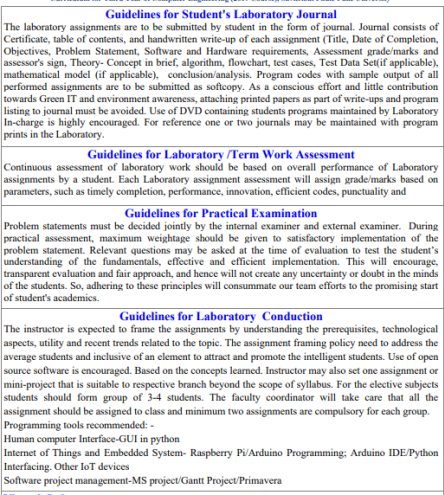 Guidelines for Student's Laboratory Journal
The laboratory assignments are to be submitted by student in the form of journal. Journal consists of
Certificate, table of contents, and handwritten write-up of each assignment (Title, Date of Completion,
Objectives, Problem Statement, Software and Hardware requirements, Assessment grade/marks and
assessor's sign, Theory- Concept in brief, algorithm, flowchart, test cases, Test Data Set(if applicable),
mathematical model (if applicable), conclusion/analysis. Program codes with sample output of all
performed assignments are to be submitted as softcopy. As a conscious effort and little contribution
towards Green IT and environment awareness, attaching printed papers as part of write-ups and program
listing to journal must be avoided. Use of DVD containing students programs maintained by Laboratory
In-charge is highly encouraged. For reference one or two journals may be maintained with program
prints in the Laboratory.
Guidelines for Laboratory /Term Work Assessment
Continuous assessment of laboratory work should be based on overall performance of Laboratory
assignments by a student. Each Laboratory assignment assessment will assign grade/marks based on
parameters, such as timely completion, performance, innovation, efficient codes, punctuality and
Guidelines for Practical Examination
Problem statements must be decided jointly by the internal examiner and external examiner. During
practical assessment, maximum weightage should be given to satisfactory implementation of the
problem statement. Relevant questions may be asked at the time of evaluation to test the student's
understanding of the fundamentals, effective and efficient implementation. This will encourage,
transparent evaluation and fair approach, and hence will not create any uncertainty or doubt in the minds
of the students. So, adhering to these principles will consummate our team efforts to the promising start
of student's academics.
Guidelines for Laboratory Conduction
The instructor is expected to frame the assignments by understanding the prerequisites, technological
aspects, utility and recent trends related to the topic. The assignment framing policy need to address the
average students and inclusive of an element to attract and promote the intelligent students. Use of open
source software is encouraged. Based on the concepts learned. Instructor may also set one assignment or
mini-project that is suitable to respective branch beyond the scope of syllabus. For the elective subjects
students should form group of 3-4 students. The faculty coordinator will take care that all the
assignment should be assigned to class and minimum two assignments are compulsory for each group.
Programming tools recommended: -
Human computer Interface-GUI in python
Internet of Things and Embedded System- Raspberry Pi/Arduino Programming; Arduino IDE/Python
Interfacing. Other IoT devices
Software project management-MS project/Gantt Project/Primavera